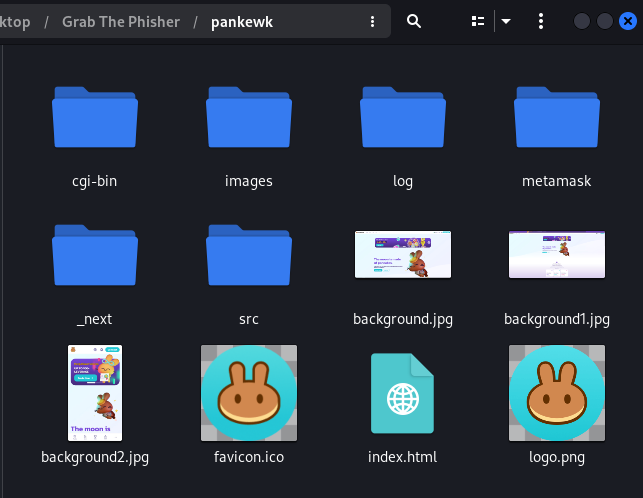 ktop / Grab The Phisher / pankewk
cgi-bin
images
log
metamask
_next
src
background.jpg
background1.jpg
The moon is
background2.jpg
favicon.ico
index.html
logo.png